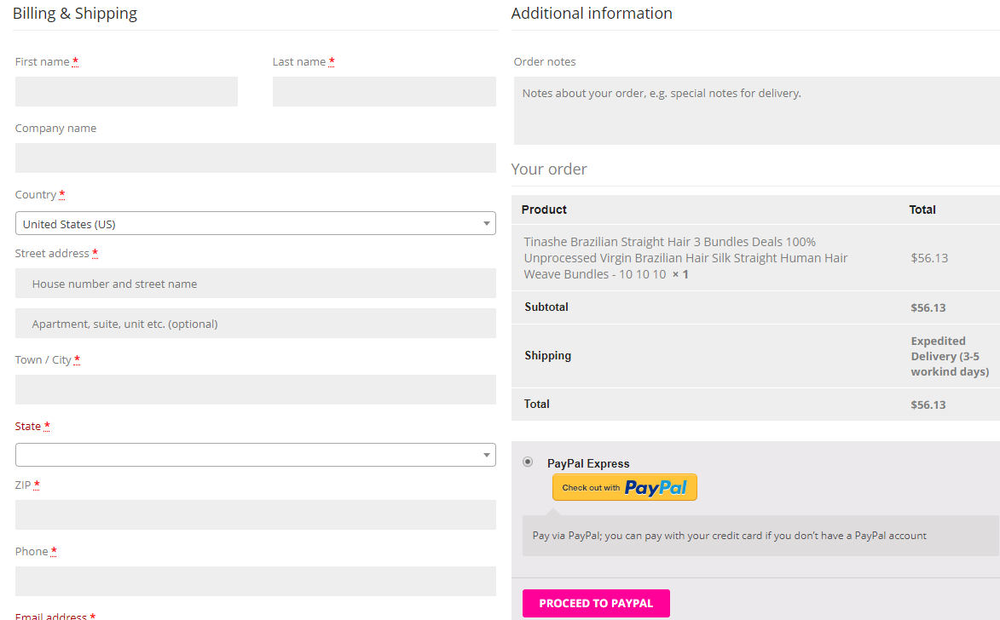 Billing & Shipping
First name *
Last name *
Company name
Country *
United States (US)
Street address *
House number and street name
Apartment, suite, unit etc. (optional)
Town / City *
State *
ZIP *
Phone *
Email address *
Additional information
Order notes
Notes about your order, e.g. special notes for delivery.
Your order
Product Total
Tinashe Brazilian Straight Hair 3 Bundles Deals 100%
Unprocessed Virgin Brazilian Hair Silk Straight Human Hair
Weave Bundles - 10 10 10 × 1
$56.13
Subtotal $56.13
Shipping
Expedited
Delivery (3-5
workind days)
Total $56.13
PayPal Express
Check out with PayPal
Pay via PayPal; you can pay with your credit card if you don't have a PayPal account
PROCEED TO PAYPAL